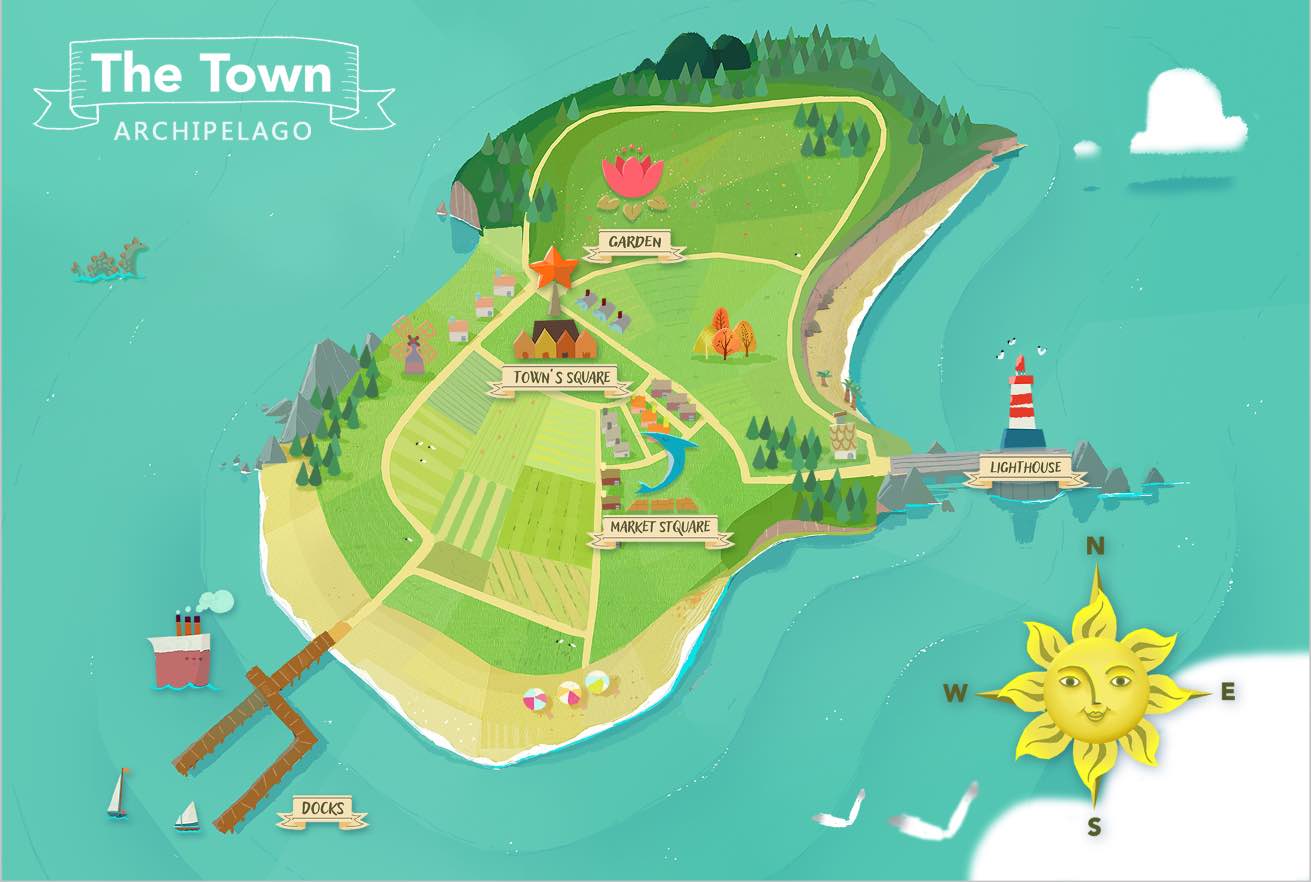 The Town
ARCHIPELAGO
GARDEN
TOWN'S SQUARE
LIGHTHOUSE
MARKET STQUARE
N
W
E
DOCKS
S